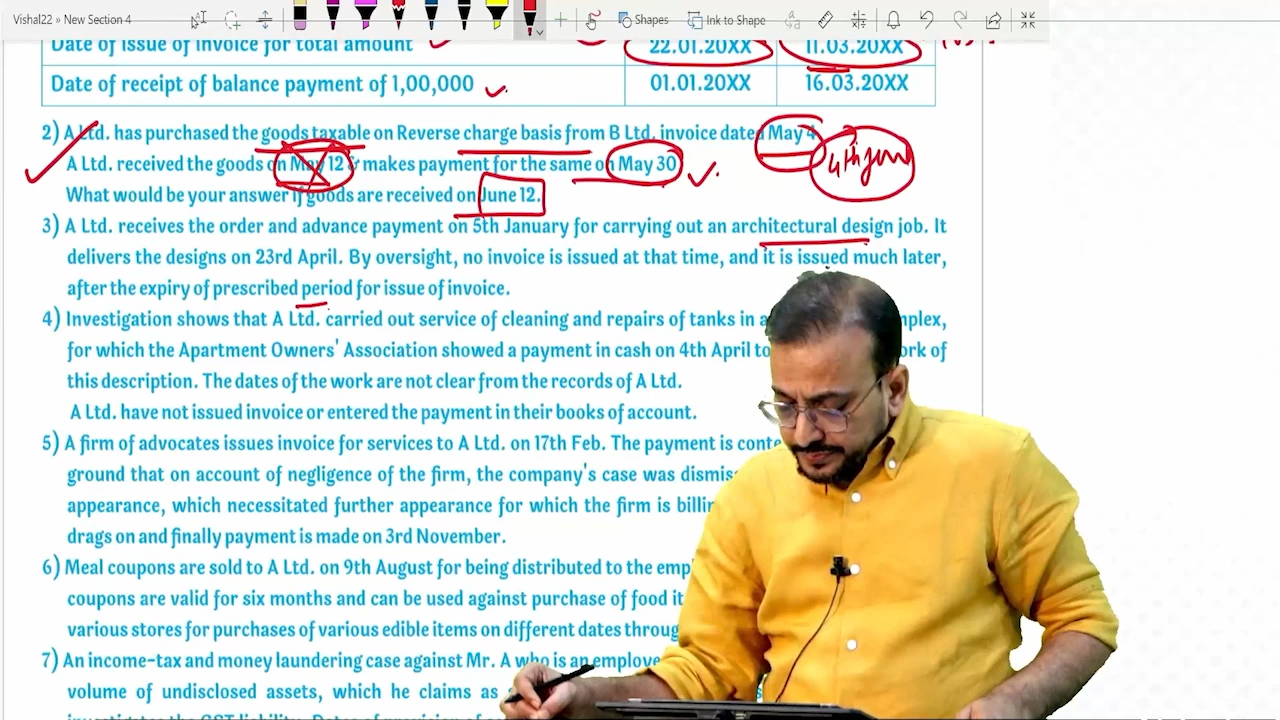 Vishal22 » New Section 4
Shapes
Ink to Shape
Date of issue of invoice for total amount 22.01.20XX 11.03.20XX
Date of receipt of balance payment of 1,00,000 01.01.20XX 16.03.20XX
2) A Ltd. has purchased the goods taxable on Reverse charge basis from B Ltd. invoice dated May 4
A Ltd. received the goods on May 12 & makes payment for the same on May 30
4th June
What would be your answer if goods are received on June 12.
3) A Ltd. receives the order and advance payment on 5th January for carrying out an architectural design job. It
delivers the designs on 23rd April. By oversight, no invoice is issued at that time, and it is issued much later,
after the expiry of prescribed period for issue of invoice.
4) Investigation shows that A Ltd. carried out service of cleaning and repairs of tanks in a
for which the Apartment Owners' Association showed a payment in cash on 4th April to
this description. The dates of the work are not clear from the records of A Ltd.
A Ltd. have not issued invoice or entered the payment in their books of account.
5) A firm of advocates issues invoice for services to A Ltd. on 17th Feb. The payment is
ground that on account of negligence of the firm, the company's case was
appearance, which necessitated further appearance for which the firm is
drags on and finally payment is made on 3rd November.
6) Meal coupons are sold to A Ltd. on 9th August for being distributed to the
coupons are valid for six months and can be used against purchase of food
various stores for purchases of various edible items on different dates
7) An income-tax and money laundering case against Mr. A who is an
volume of undisclosed assets, which he claims as